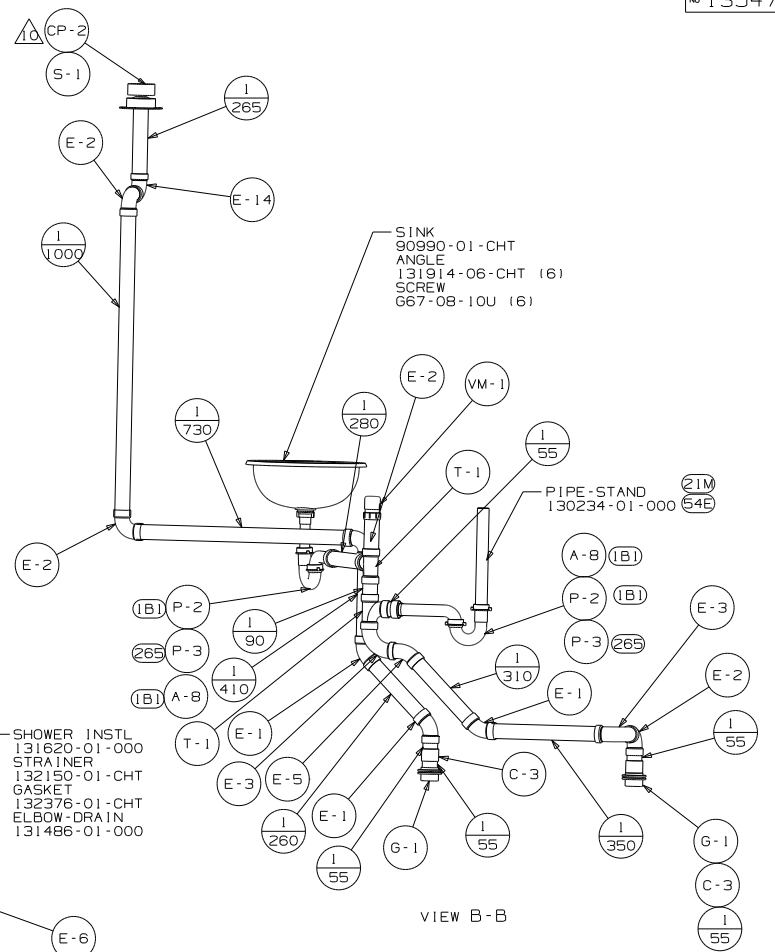 No 13347
10
CP-2
S-1
1
265
E-2
E-14
1
1000
SINK
90990-01-CHT
ANGLE
131914-06-CHT (6)
SCREW
G67-08-10U (6)
E-2
VM-1
1
280
1
730
1
55
T-1
PIPE-STAND
130234-01-000
21M
54E
E-2
A-8
1B1
P-2
1B1
P-3
265
1B1
P-2
265
P-3
1B1
A-8
1
90
1
410
E-3
1
310
E-1
E-2
T-1
E-1
1
55
SHOWER INSTL
131620-01-000
STRAINER
132150-01-CHT
GASKET
132376-01-CHT
ELBOW-DRAIN
131486-01-000
E-3
E-5
C-3
1
260
E-1
1
55
G-1
1
55
1
350
G-1
C-3
1
55
VIEW B-B
E-6